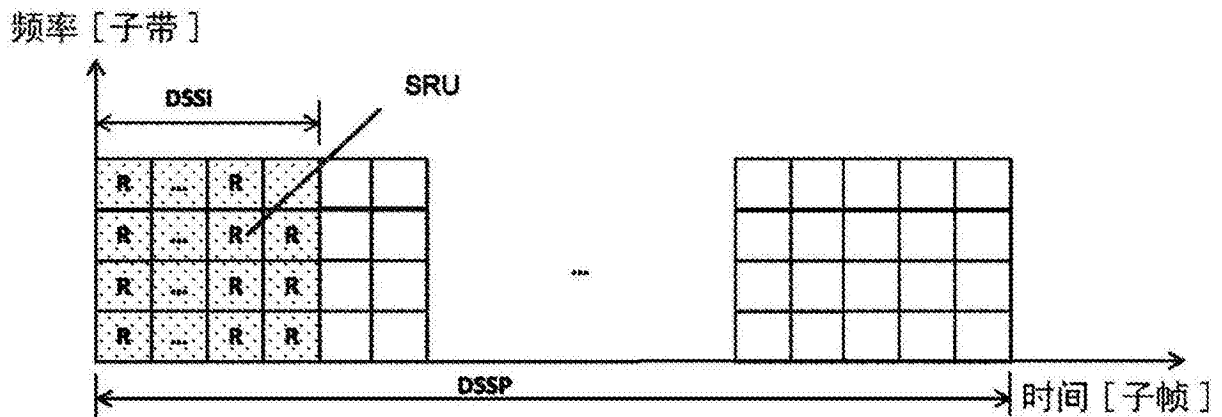 频率 [子带]
DSSI
SRU
R ... R
R ... R R
R ... R R
R ... R R
...
DSSP
时间 [子帧]